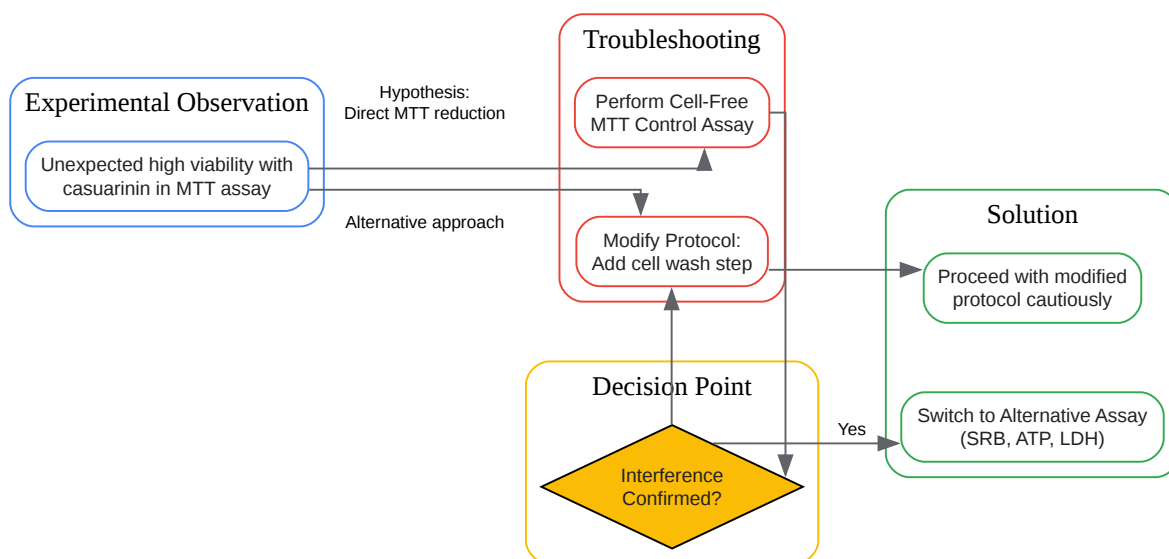 Troubleshooting
Experimental Observation
Hypothesis:
Direct MTT reduction
Perform Cell-Free
MTT Control Assay
Unexpected high viability with
casuarinin in MTT assay
Alternative approach
Modify Protocol:
Add cell wash step
Solution
Proceed with modified
protocol cautiously
Decision Point
Yes
Switch to Alternative Assay
(SRB, ATP, LDH)
Interference
Confirmed?